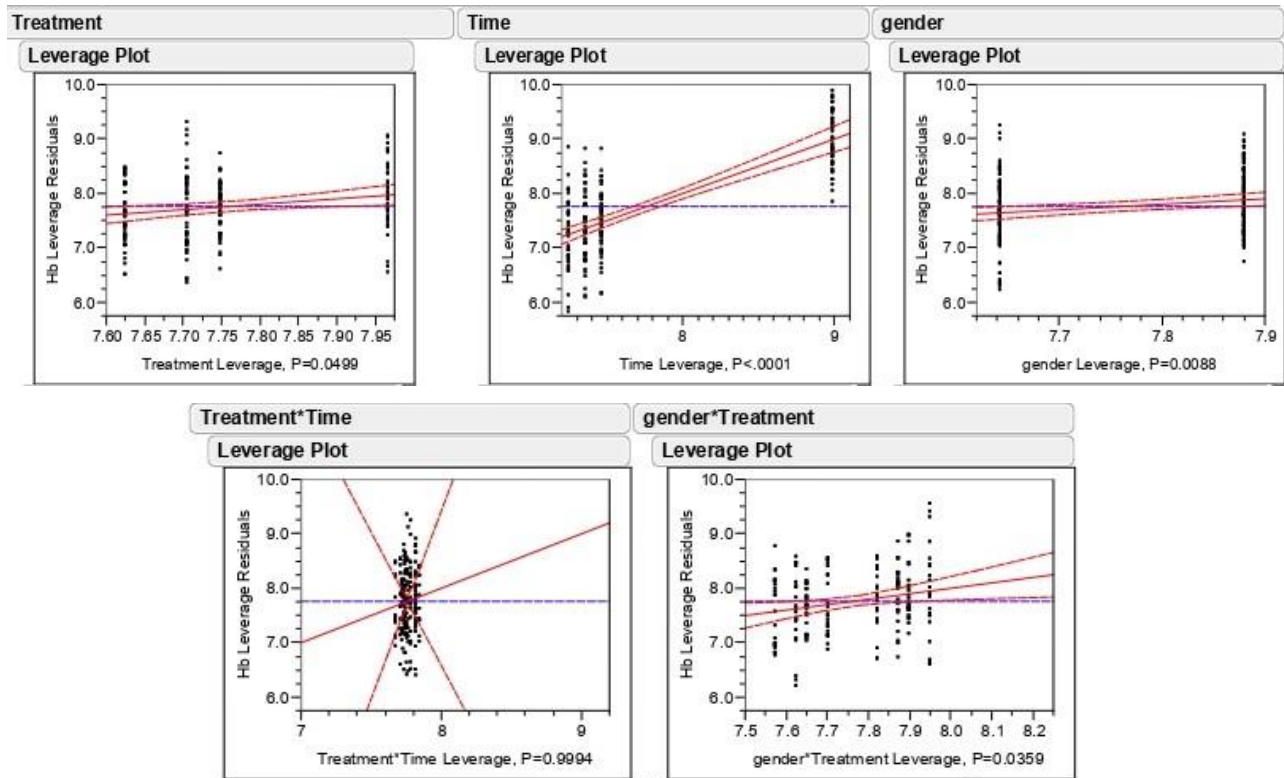 Treatment
Leverage Plot
Hb Leverage Residuals
10.0
9.0
8.0
7.0
6.0
7.60 7.65 7.70 7.75 7.80 7.85 7.90 7.95
Treatment Leverage, P=0.0499
Time
Leverage Plot
Hb Leverage Residuals
10.0
9.0
8.0
7.0
6.0
8 9
Time Leverage, P<.0001
gender
Leverage Plot
Hb Leverage Residuals
10.0
9.0
8.0
7.0
6.0
7.7 7.8 7.9
gender Leverage, P=0.0088
Treatment*Time
Leverage Plot
Hb Leverage Residuals
10.0
9.0
8.0
7.0
6.0
7 8 9
Treatment*Time Leverage, P=0.9994
gender*Treatment
Leverage Plot
Hb Leverage Residuals
10.0
9.0
8.0
7.0
6.0
7.5 7.6 7.7 7.8 7.9 8.0 8.1 8.2
gender*Treatment Leverage, P=0.0359